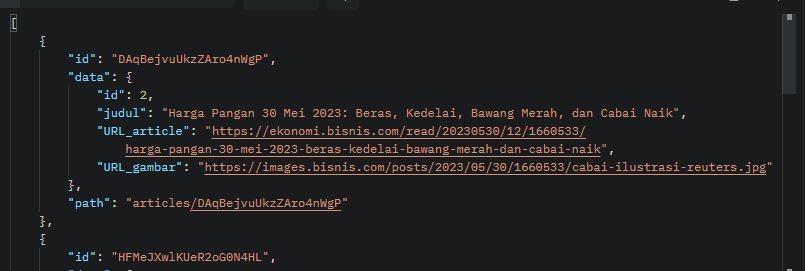 [
{
"id": "DAqBejvuUkzZAro4nWgP",
"data": {
"id": 2,
"judul": "Harga Pangan 30 Mei 2023: Beras, Kedelai, Bawang Merah, dan Cabai Naik",
"URL_article": "https://ekonomi.bisnis.com/read/20230530/12/1660533/
harga-pangan-30-mei-2023-beras-kedelai-bawang-merah-dan-cabai-naik",
"URL_gambar": "https://images.bisnis.com/posts/2023/05/30/1660533/cabai-ilustrasi-reuters.jpg"
},
"path": "articles/DAqBejvuUkzZAro4nWgP"
},
{
"id": "HFMeJXwlKUeR2oG0N4HL",